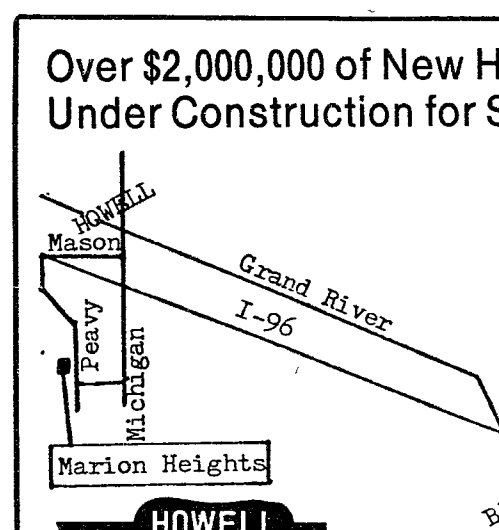 Over $2,000,000 of New
Under Construction for
HOWELL
Mason
Grand River
I-96
Peavy
Michigan
Marion Heights
HOWELL